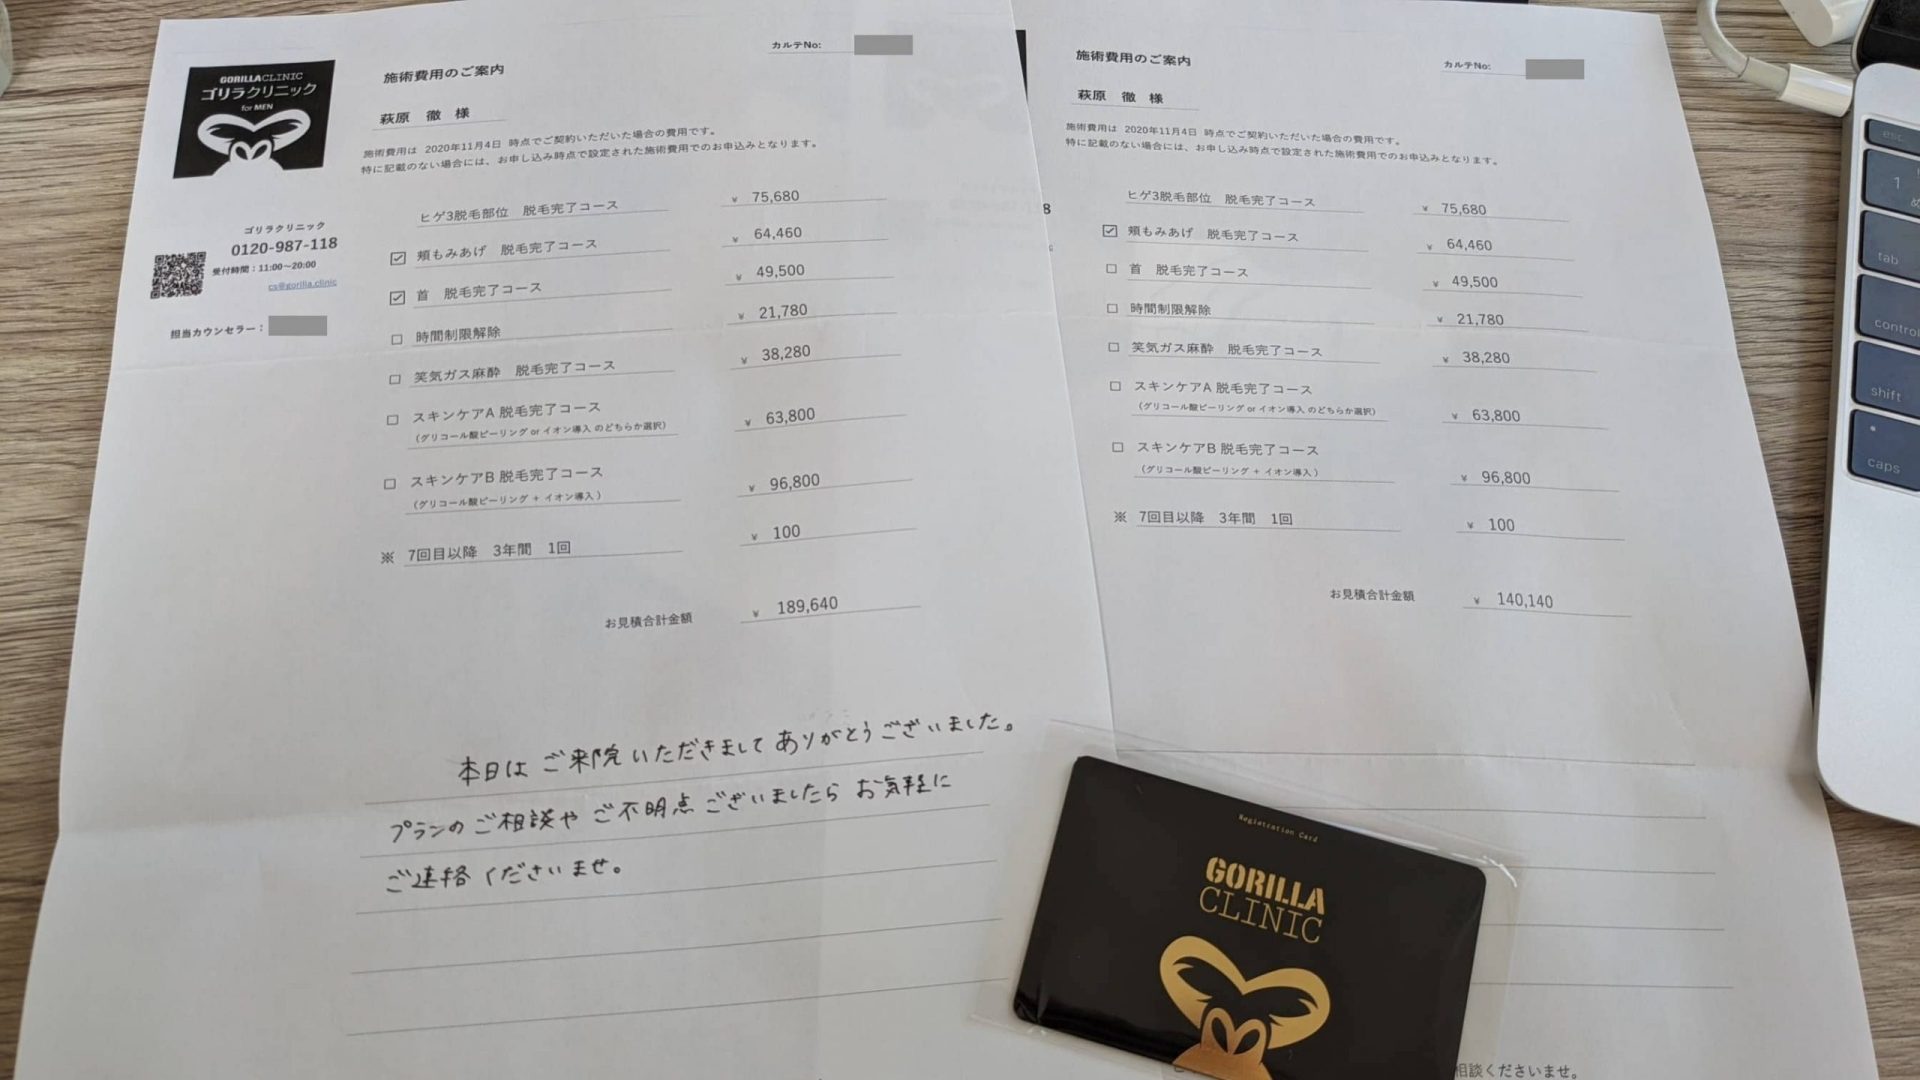 GORILLA CLINIC
ゴリラクリニック
for MEN
ゴリラクリニック
0120-987-118
受付時間：11:00～20:00
cs@gorilla.clinic
担当カウンセラー：
カルテNo:
施術費用のご案内
萩原 徹 様
施術費用は 2020年11月4日 時点でご契約いただいた場合の費用です。
特に記載のない場合には、お申し込み時点で設定された施術費用でのお申込みとなります。
ヒゲ3脱毛部位 脱毛完了コース ¥ 75,680
☑ 頬もみあげ 脱毛完了コース ¥ 64,460
☑ 首 脱毛完了コース ¥ 49,500
□ 時間制限解除 ¥ 21,780
□ 笑気ガス麻酔 脱毛完了コース ¥ 38,280
□ スキンケアA 脱毛完了コース ¥ 63,800
（グリコール酸ピーリング or イオン導入 のどちらか選択）
□ スキンケアB 脱毛完了コース ¥ 96,800
（グリコール酸ピーリング + イオン導入）
※ 7回目以降 3年間 1回 ¥ 100
お見積合計金額 ¥ 189,640
本日は ご来院いただきまして ありがとうございました。
プランのご相談や ご不明点ございましたら お気軽に
ご連絡くださいませ。
カルテNo:
施術費用のご案内
萩原 徹 様
施術費用は 2020年11月4日 時点でご契約いただいた場合の費用です。
特に記載のない場合には、お申し込み時点で設定された施術費用でのお申込みとなります。
8
ヒゲ3脱毛部位 脱毛完了コース ¥ 75,680
☑ 頬もみあげ 脱毛完了コース ¥ 64,460
□ 首 脱毛完了コース ¥ 49,500
□ 時間制限解除 ¥ 21,780
□ 笑気ガス麻酔 脱毛完了コース ¥ 38,280
□ スキンケアA 脱毛完了コース ¥ 63,800
（グリコール酸ピーリング or イオン導入 のどちらか選択）
□ スキンケアB 脱毛完了コース ¥ 96,800
（グリコール酸ピーリング + イオン導入）
※ 7回目以降 3年間 1回 ¥ 100
お見積合計金額 ¥ 140,140
相談くださいませ。
Registration Card
GORILLA
CLINIC
esc
1
tab
control
shift
caps